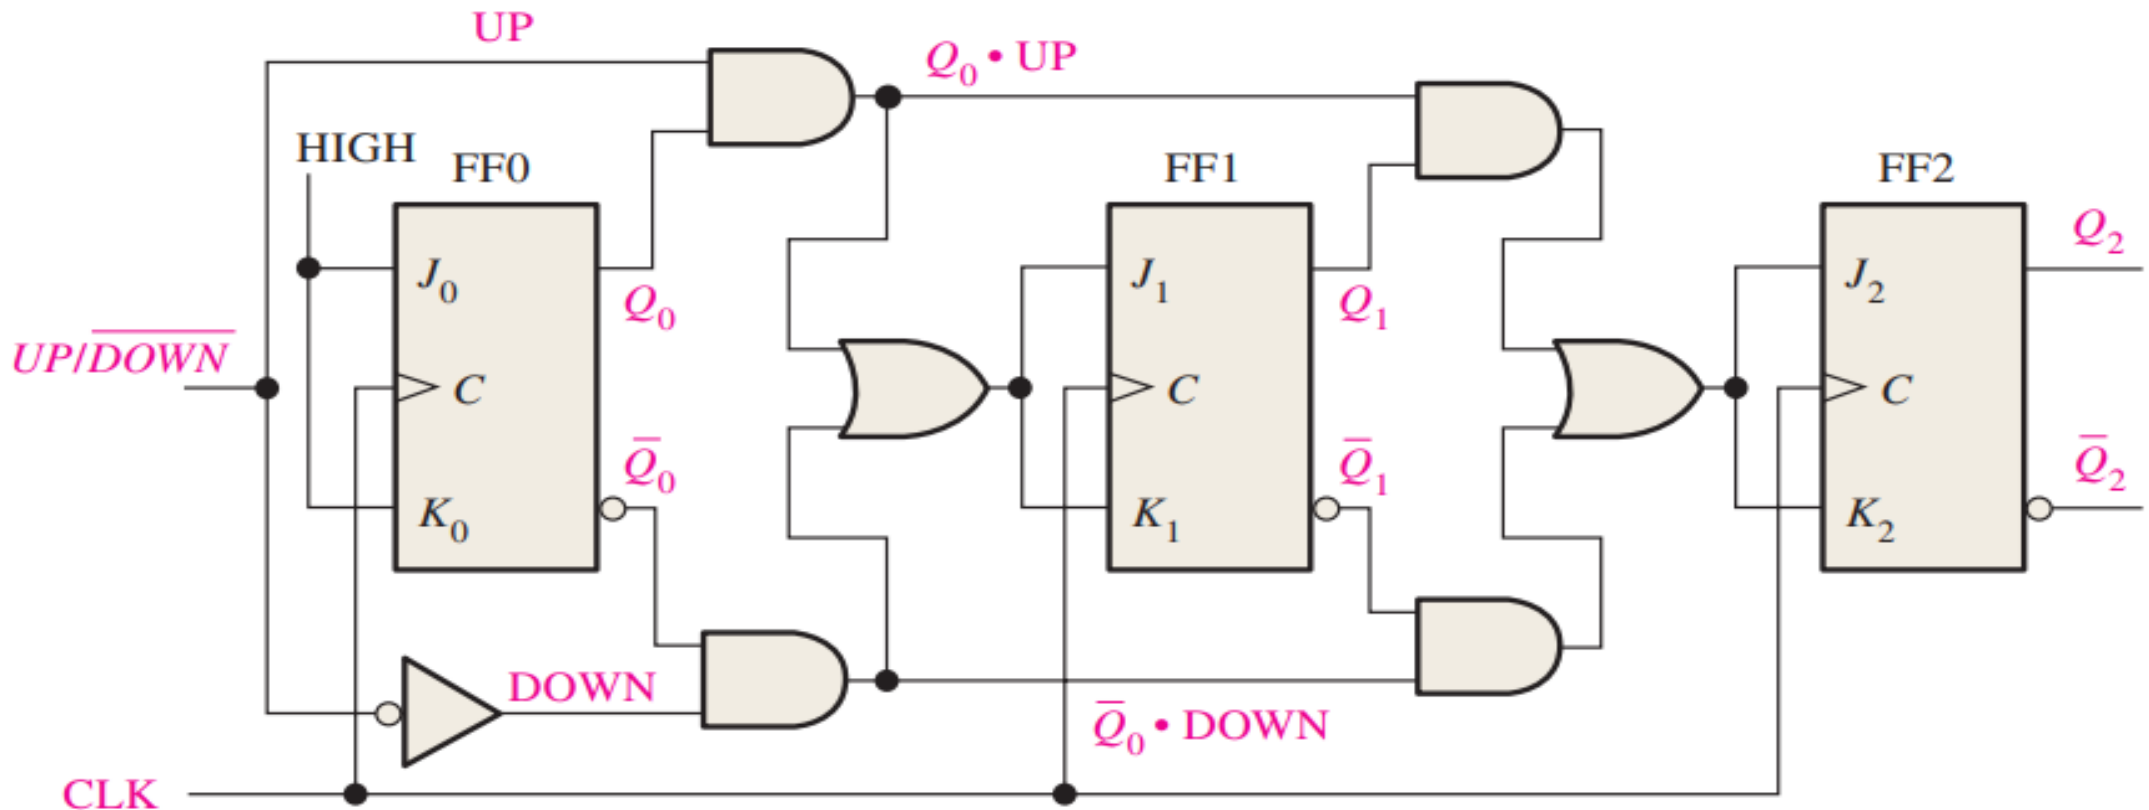 UP
Q₀ • UP
HIGH
FF0
FF1
FF2
J₀
Q₀
J₁
Q₁
J₂
Q₂
UP/D̅O̅W̅N̅
C
C
C
Q̅₀
Q̅₁
Q̅₂
K₀
K₁
K₂
DOWN
Q̅₀ • DOWN
CLK